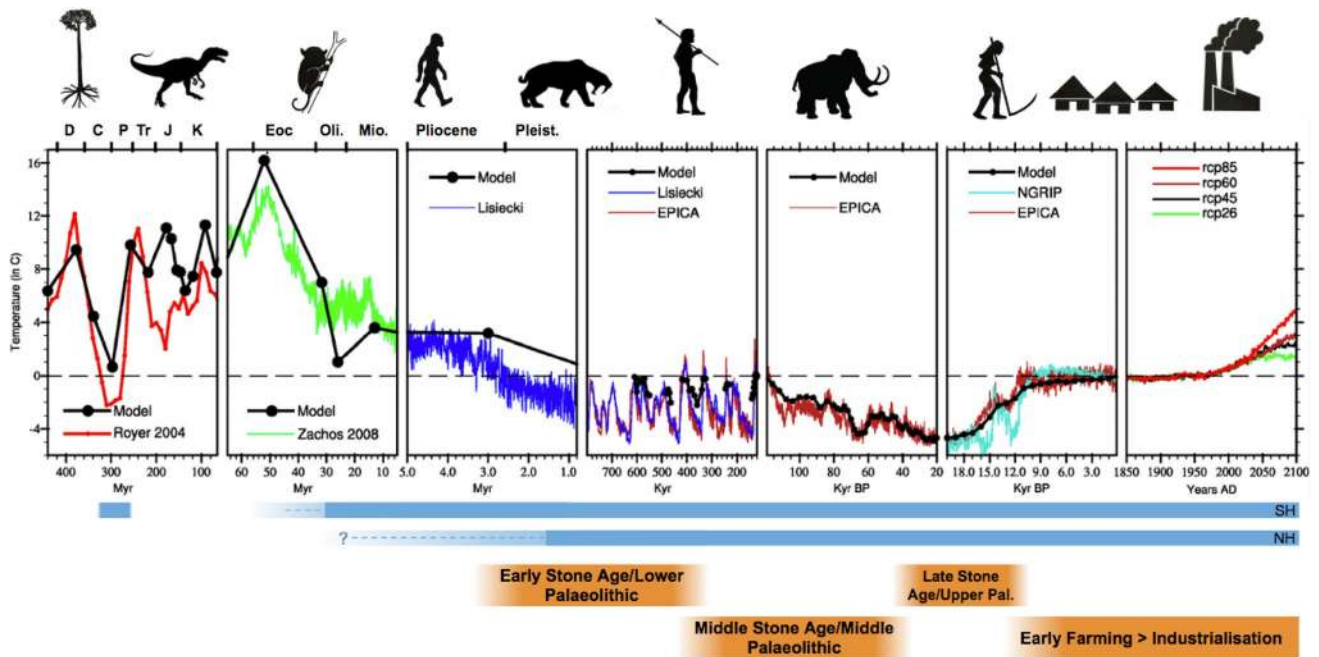 D C P Tr J K
Eoc Oli. Mio.
Pliocene Pleist.
Temperature (in C)
16
12
8
4
0
-4
Model
Royer 2004
400 300 200 100
Myr
Model
Zachos 2008
60 50 40 30 20 10
Myr
Model
Lisiecki
5.0 4.0 3.0 2.0 1.0
Myr
Model
Lisiecki
EPICA
700 600 500 400 300 200
Kyr
Model
EPICA
100 80 60 40 20
Kyr BP
Model
NGRIP
EPICA
18.0 15.0 12.0 9.0 6.0 3.0
Kyr BP
rcp85
rcp60
rcp45
rcp26
1850 1900 1950 2000 2050 2100
Years AD
SH
?
NH
Early Stone Age/Lower
Palaeolithic
Late Stone
Age/Upper Pal.
Middle Stone Age/Middle
Palaeolithic
Early Farming > Industrialisation